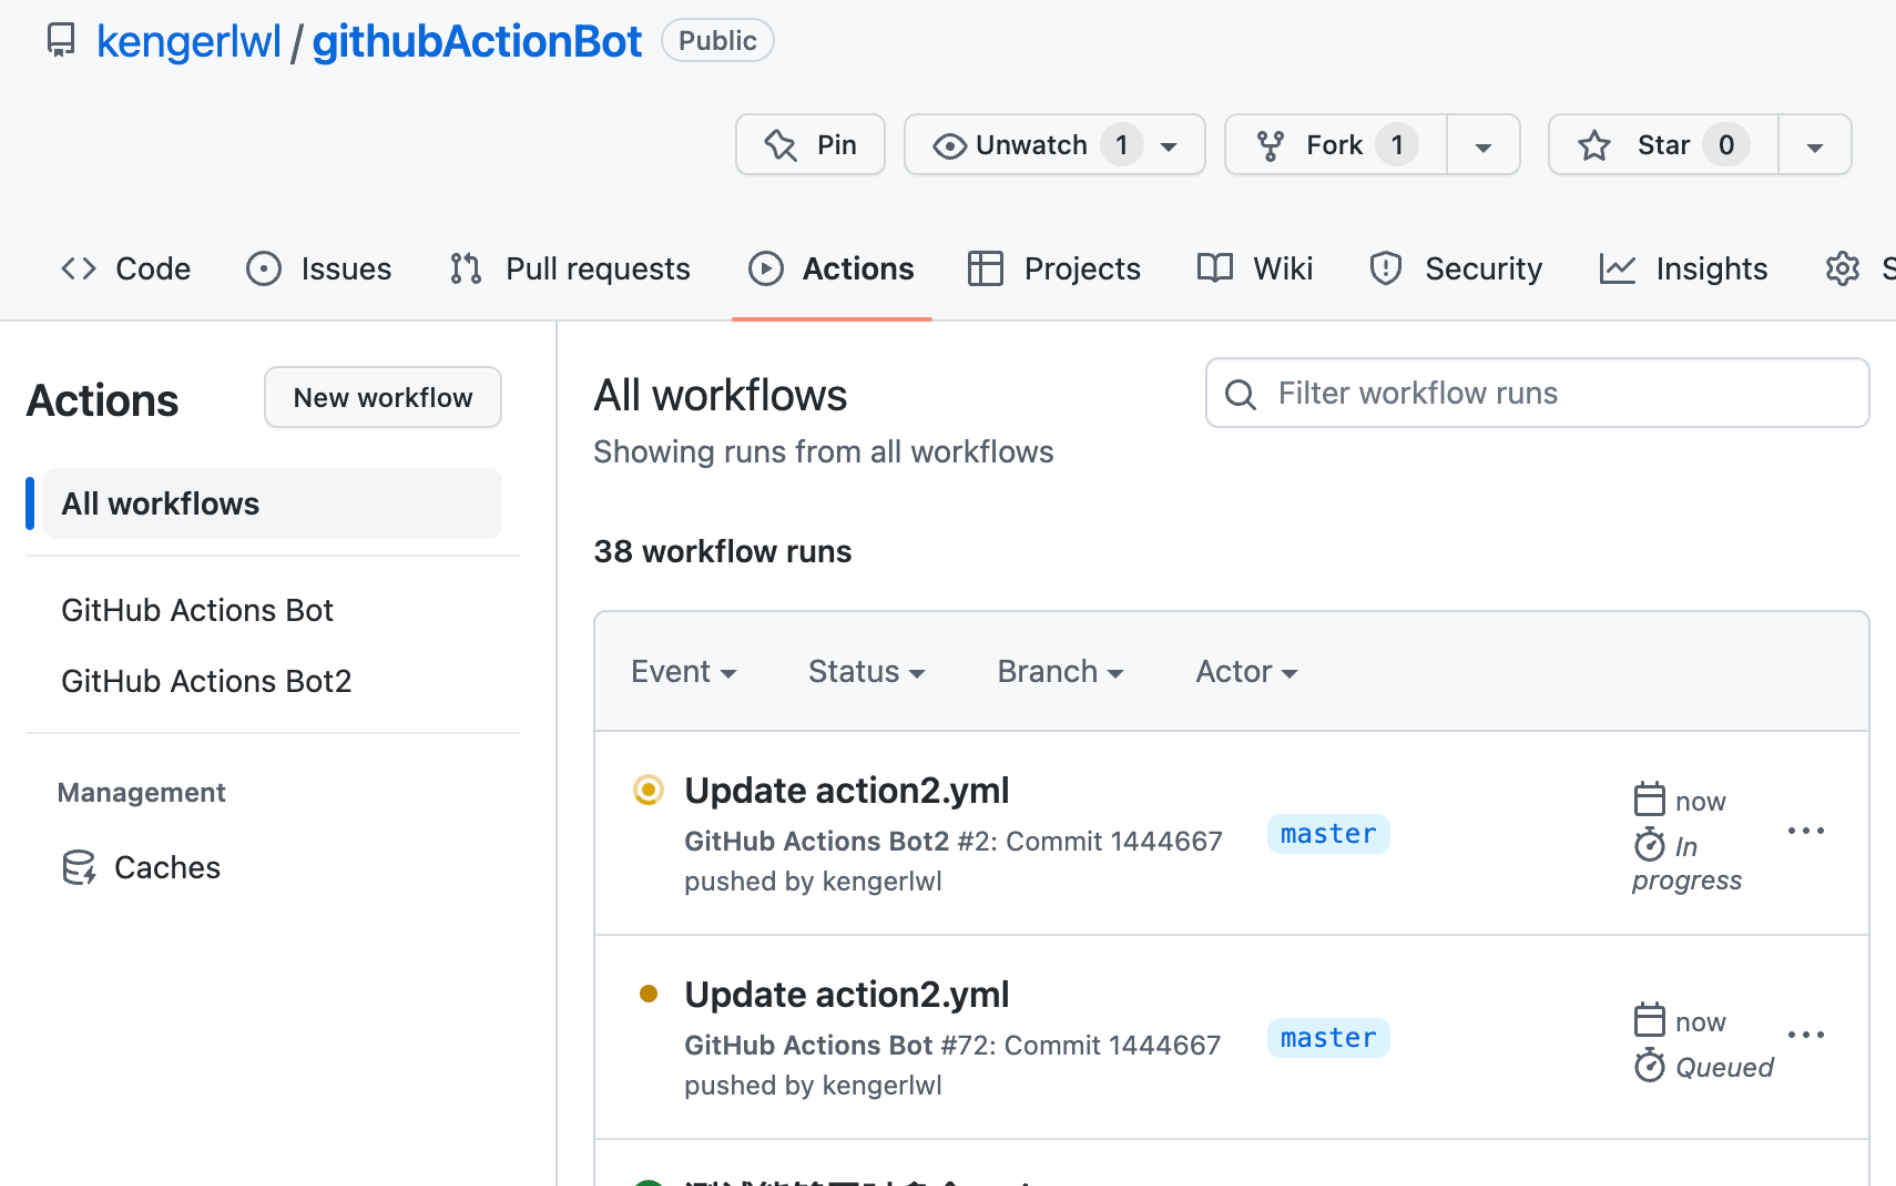 kengerlwl / githubActionBot Public
Pin Unwatch 1 Fork 1 Star 0
Code Issues Pull requests Actions Projects Wiki Security Insights
Actions New workflow
All workflows
GitHub Actions Bot
GitHub Actions Bot2
Management
Caches
All workflows
Filter workflow runs
Showing runs from all workflows
38 workflow runs
Event Status Branch Actor
Update action2.yml
GitHub Actions Bot2 #2: Commit 1444667
pushed by kengerlwl
master
now
In
progress
Update action2.yml
GitHub Actions Bot #72: Commit 1444667
pushed by kengerlwl
master
now
Queued